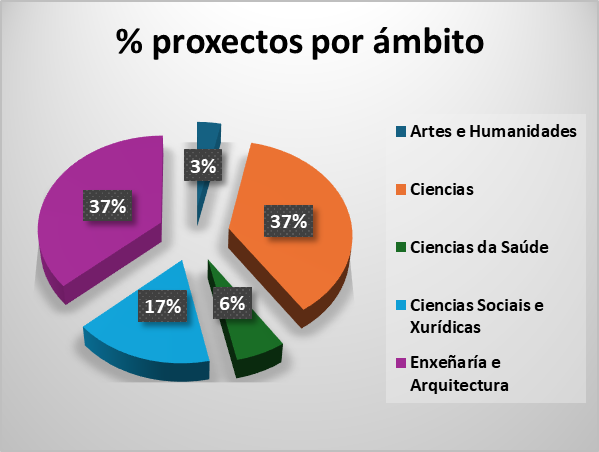 % proxectos por ámbito
3%
37%
37%
17%
6%
Artes e Humanidades
Ciencias
Ciencias da Saúde
Ciencias Sociais e
Xurídicas
Enxeñaría e
Arquitectura